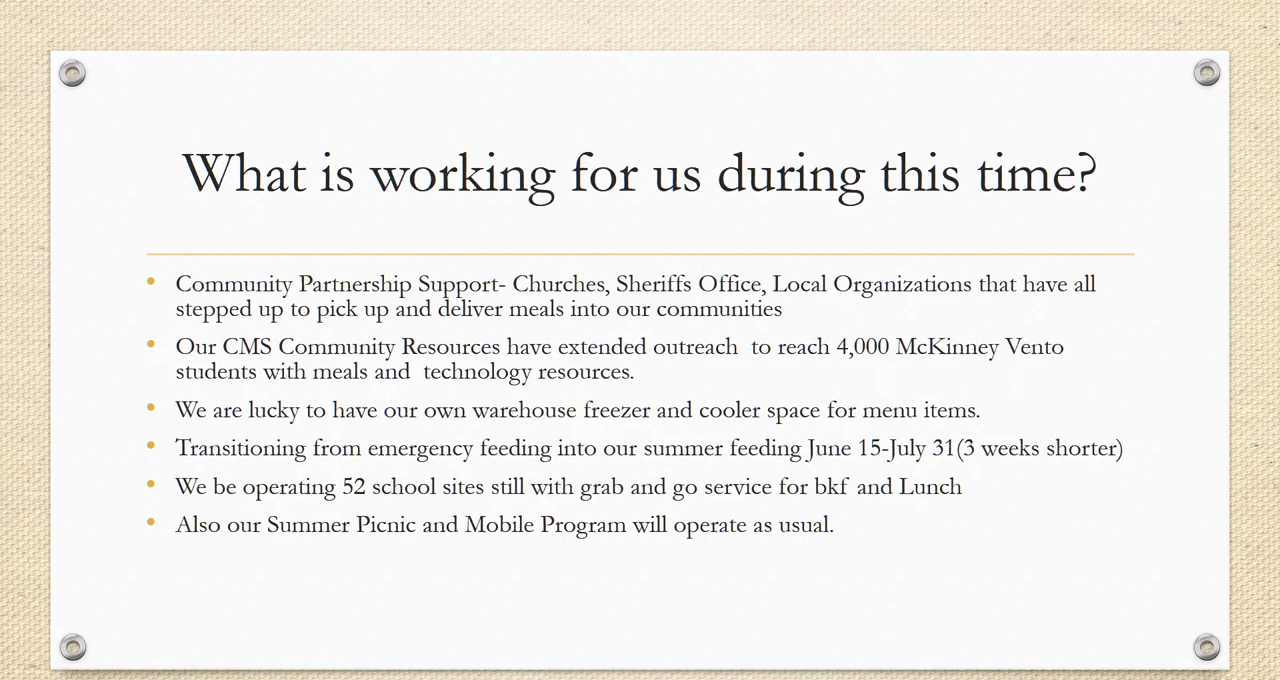 What is working for us during this time?
• Community Partnership Support- Churches, Sheriffs Office, Local Organizations that have all
stepped up to pick up and deliver meals into our communities
• Our CMS Community Resources have extended outreach  to reach 4,000 McKinney Vento
students with meals and  technology resources.
• We are lucky to have our own warehouse freezer and cooler space for menu items.
• Transitioning from emergency feeding into our summer feeding June 15-July 31(3 weeks shorter)
• We be operating 52 school sites still with grab and go service for bkf and Lunch
• Also our Summer Picnic and Mobile Program will operate as usual.